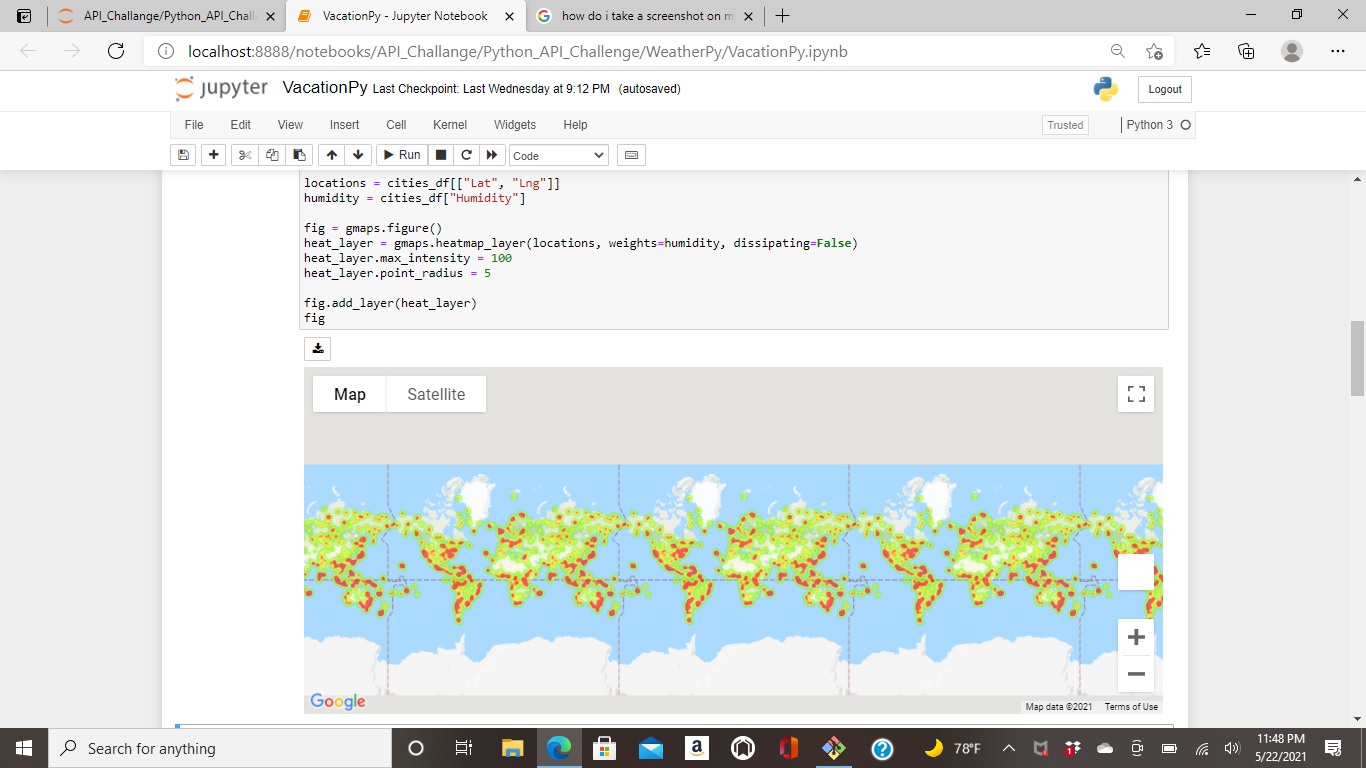 API_Challange/Python_API_Chall
VacationPy - Jupyter Notebook
how do i take a screenshot on m
localhost:8888/notebooks/API_Challange/Python_API_Challenge/WeatherPy/VacationPy.ipynb
jupyter VacationPy Last Checkpoint: Last Wednesday at 9:12 PM (autosaved)
Logout
File Edit View Insert Cell Kernel Widgets Help
Trusted
Python 3
Run
Code
locations = cities_df[["Lat", "Lng"]]
humidity = cities_df["Humidity"]
fig = gmaps.figure()
heat_layer = gmaps.heatmap_layer(locations, weights=humidity, dissipating=False)
heat_layer.max_intensity = 100
heat_layer.point_radius = 5
fig.add_layer(heat_layer)
fig
Map Satellite
Google
Map data ©2021 Terms of Use
Search for anything
a
78°F
1
11:48 PM
5/22/2021